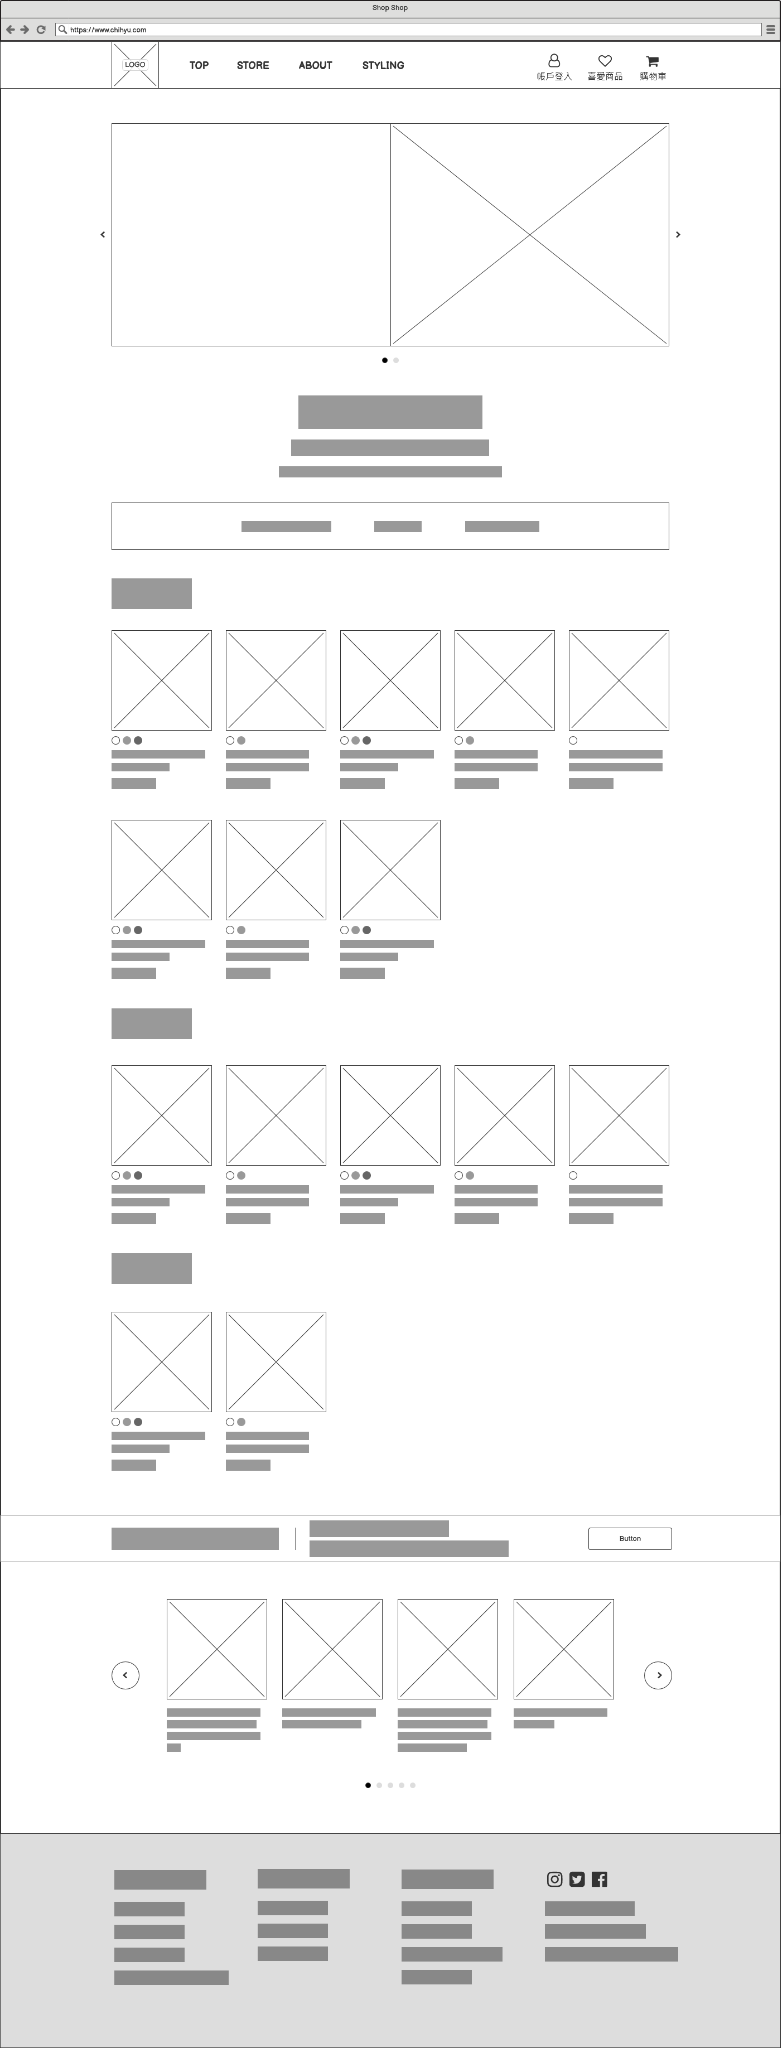 Shop Shop
https://www.chihyu.com
LOGO
TOP STORE ABOUT STYLING
帳戶登入 喜愛商品 購物車
Button